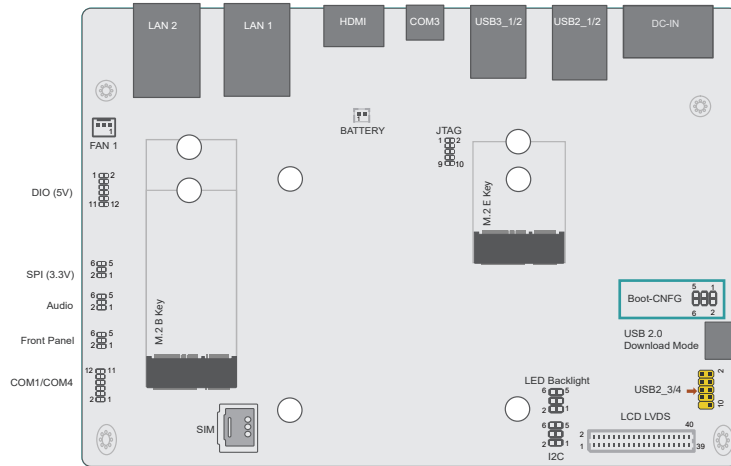 LAN 2
LAN 1
HDMI
COM3
USB3_1/2
USB2_1/2
DC-IN
1
FAN 1
1
BATTERY
JTAG
1 2
9 10
DIO (5V)
1 2
11 12
M.2 B Key
M.2 E Key
SPI (3.3V)
6 5
2 1
Audio
6 5
2 1
Front Panel
6 5
2 1
COM1/COM4
12 11
2 1
SIM
Boot-CNFG
5 1
6 2
USB 2.0
Download Mode
USB2_3/4
2
10
LED Backlight
6 5
2 1
6 5
2 1
I2C
LCD LVDS
40
2
1
39